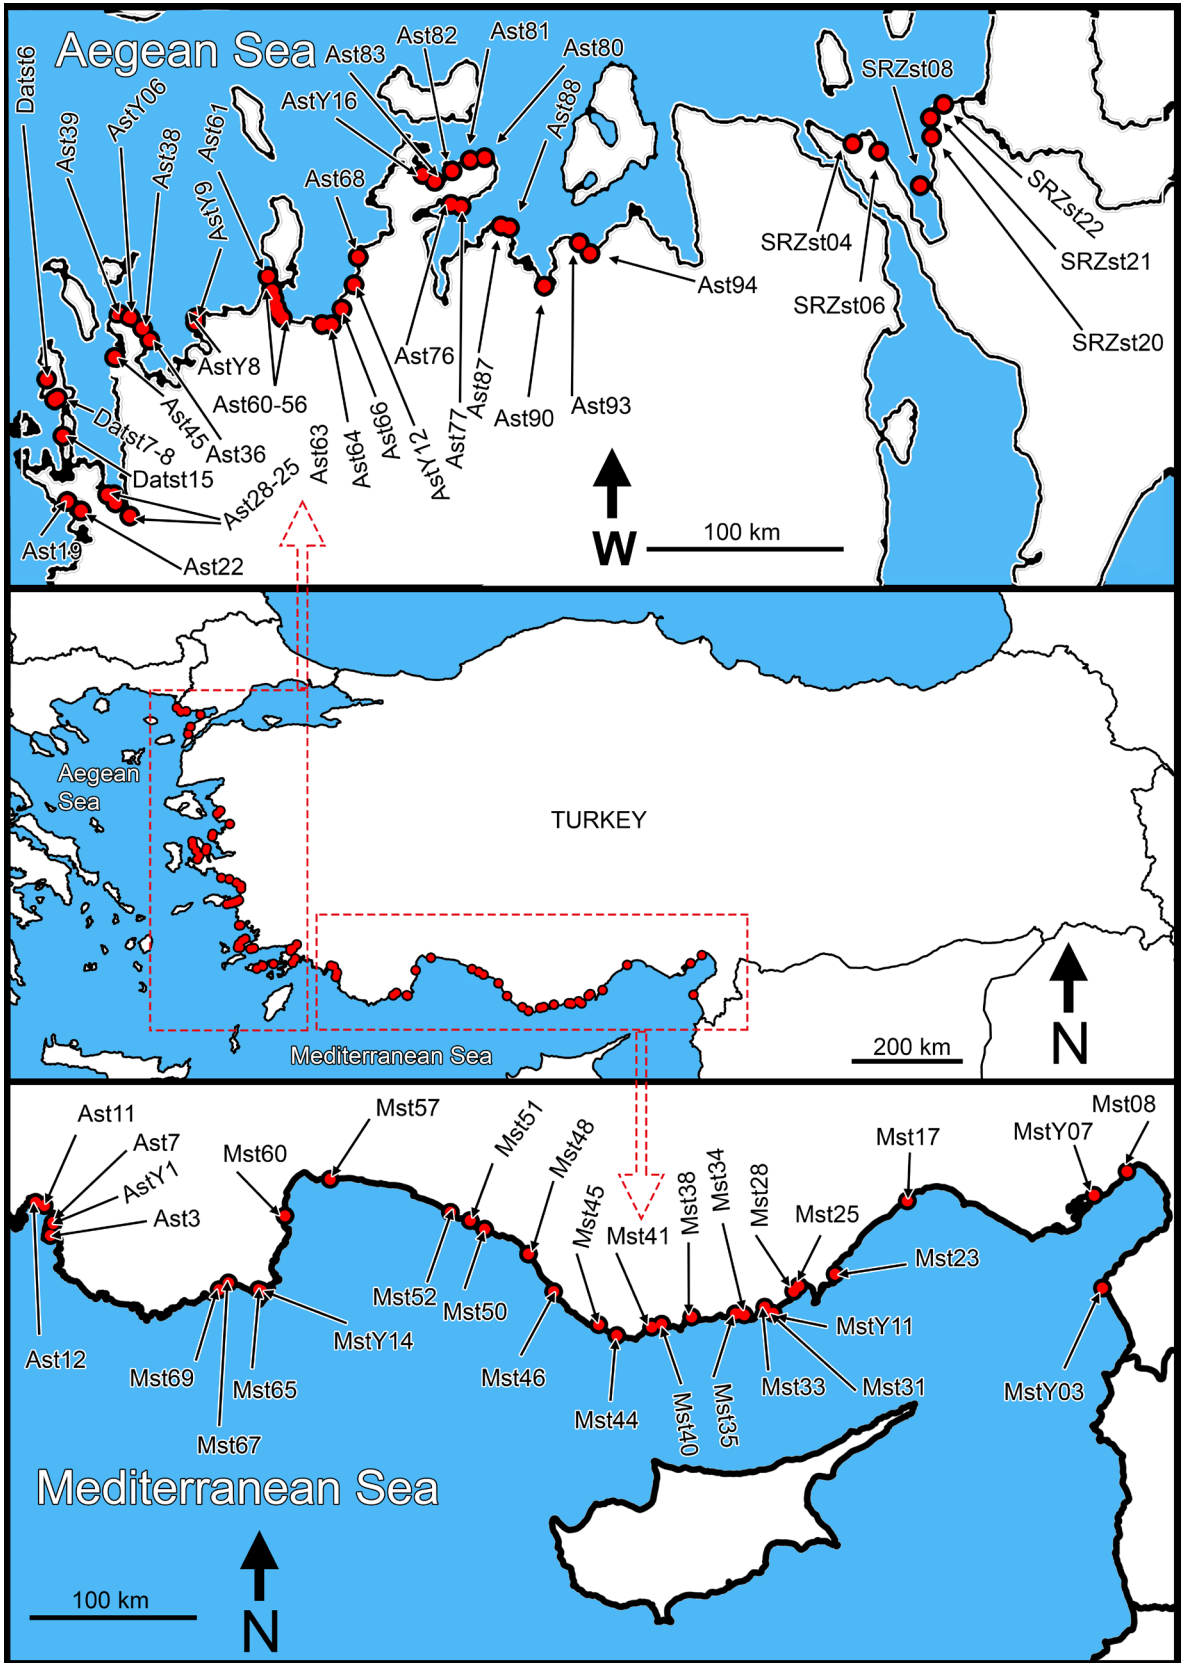 Aegean Sea
Datst6
Ast39
AstY06
Ast38
Ast61
AstY9
AstY16
Ast83
Ast82
Ast81
Ast80
Ast88
Ast68
SRZst08
SRZst04
SRZst06
SRZst22
SRZst21
SRZst20
Ast94
Ast93
Ast90
Ast87
Ast77
Ast76
AstY12
Ast66
Ast64
Ast63
Ast60-56
AstY8
Ast36
Ast45
Datst7-8
Datst15
Ast28-25
Ast19
Ast22
W
100 km
Aegean
Sea
TURKEY
Mediterranean Sea
200 km
N
Ast11
Ast7
AstY1
Ast3
Ast12
Mst60
Mst57
Mst69
Mst67
Mst65
MstY14
Mst52
Mst50
Mst51
Mst48
Mst46
Mst45
Mst44
Mst41
Mst40
Mst38
Mst35
Mst34
Mst33
Mst28
Mst25
Mst31
MstY11
Mst23
Mst17
MstY07
Mst08
MstY03
Mediterranean Sea
100 km
N